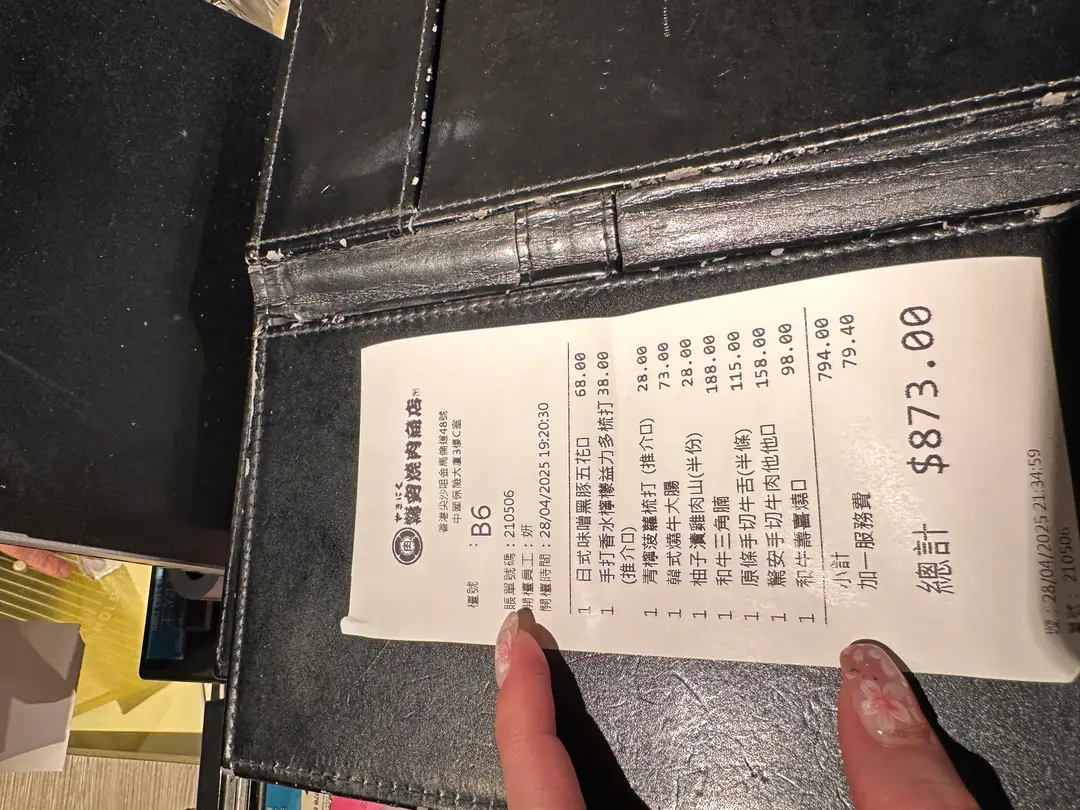 やきにく
燒肉商店
香港尖沙咀金馬倫道48號
中國保險大廈3樓C室
檯號 : B6
賬單號碼 : 210506
開檯員工 : 妍
開檯時間 : 28/04/2025 19:20:30
1 日式味噌黑豚五花口 68.00
1 手打香水檸檬益力多梳打 38.00
(推介口)
1 青檸菠蘿梳打 (推介口) 28.00
1 韓式燒牛大腸 73.00
1 柚子漬雞肉山(半份) 28.00
1 和牛三角腩 188.00
1 原條手切牛舌(半條) 115.00
1 安手切牛肉他他口 158.00
1 和牛壽喜燒口 98.00
小計 794.00
加一服務費 79.40
總計 $873.00
: 28/04/2025 21:34:59
: 210506